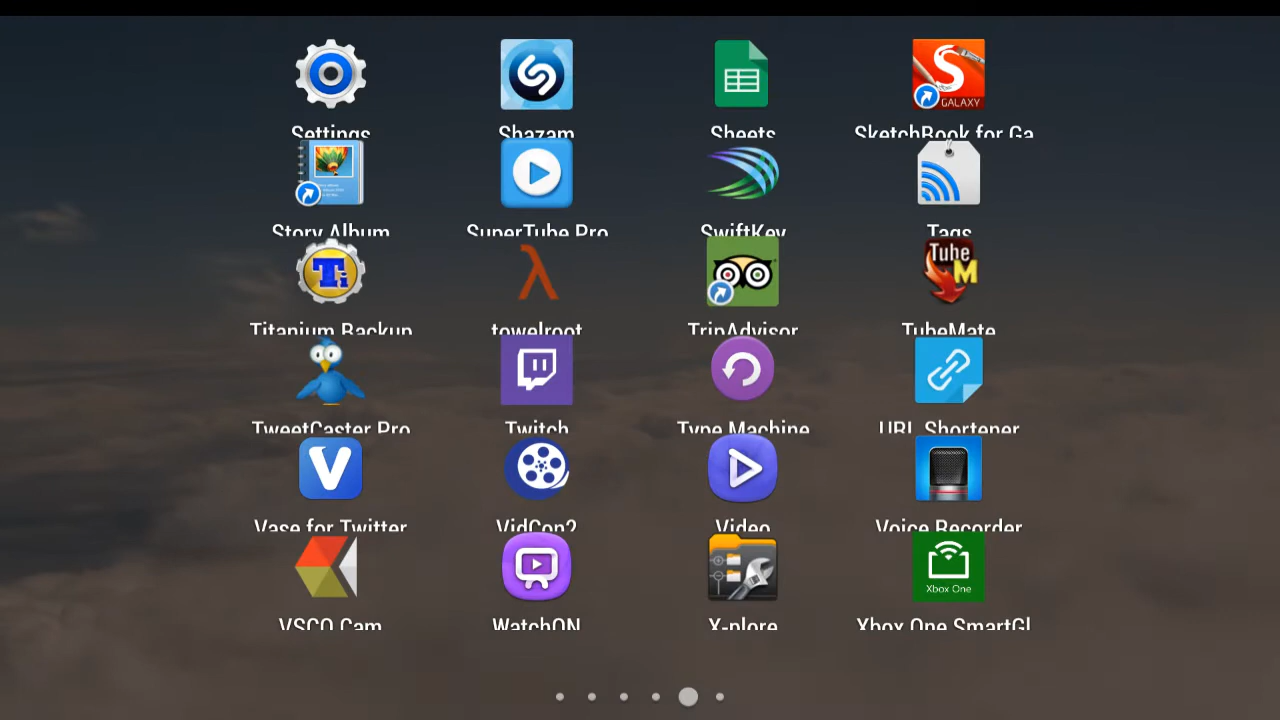 Settings Shazam Sheets SketchBook for Ga
GALAXY
Story Album SuperTube Pro SwiftKey Tags
Ti
Tube
M
Titanium Backup towelroot TripAdvisor TubeMate
TweetCaster Pro Twitch Type Machine URL Shortener
Vase for Twitter VidCon2 Video Voice Recorder
Xbox One
VSCO Cam WatchON X-plore Xbox One SmartGl